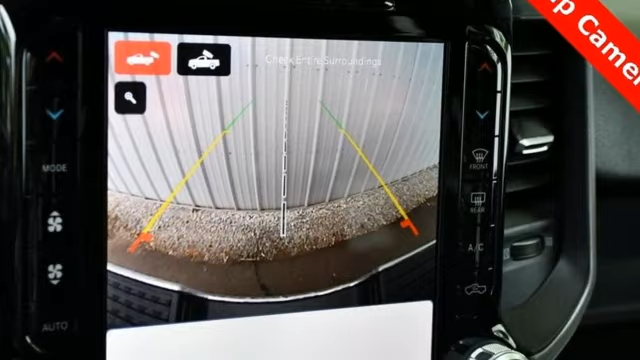 Check Entire Surroundings
MODE
AUTO
FRONT
REAR
A/C